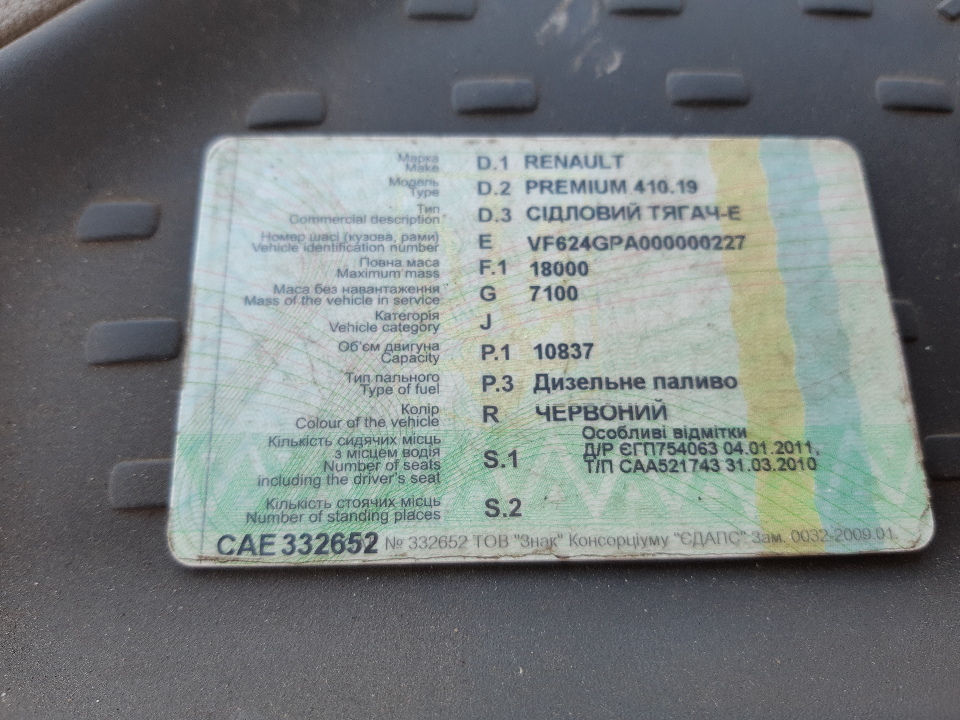 Марка
Make D.1 RENAULT
Модель
Type D.2 PREMIUM 410.19
Тип
Commercial description D.3 СІДЛОВИЙ ТЯГАЧ-Е
Номер шасі (кузова, рами)
Vehicle identification number E VF624GPA000000227
Повна маса
Maximum mass F.1 18000
Маса без навантаження
Mass of the vehicle in service G 7100
Категорія
Vehicle category J
Об'єм двигуна
Capacity P.1 10837
Тип пального
Type of fuel P.3 Дизельне паливо
Колір
Colour of the vehicle R ЧЕРВОНИЙ
Кількість сидячих місць
з місцем водія
Number of seats
including the driver's seat S.1
Особливі відмітки
Д/Р ЄГП754063 04.01.2011,
Т/П САА521743 31.03.2010
Кількість стоячих місць
Number of standing places S.2
САЕ 332652 № 332652 ТОВ "Знак" Консорціуму "ЄДАПС" Зам. 0032-2009.01.